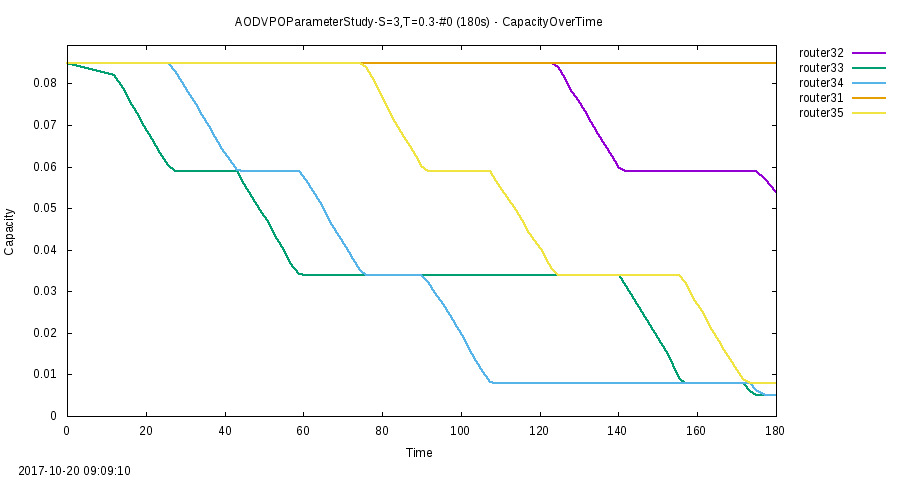 AODVPOParameterStudy-S=3,T=0.3-#0 (180s) - CapacityOverTime
router32
router33
router34
router31
router35
0.08
0.07
0.06
0.05
0.04
0.03
0.02
0.01
0
Capacity
0 20 40 60 80 100 120 140 160 180
Time
2017-10-20 09:09:10